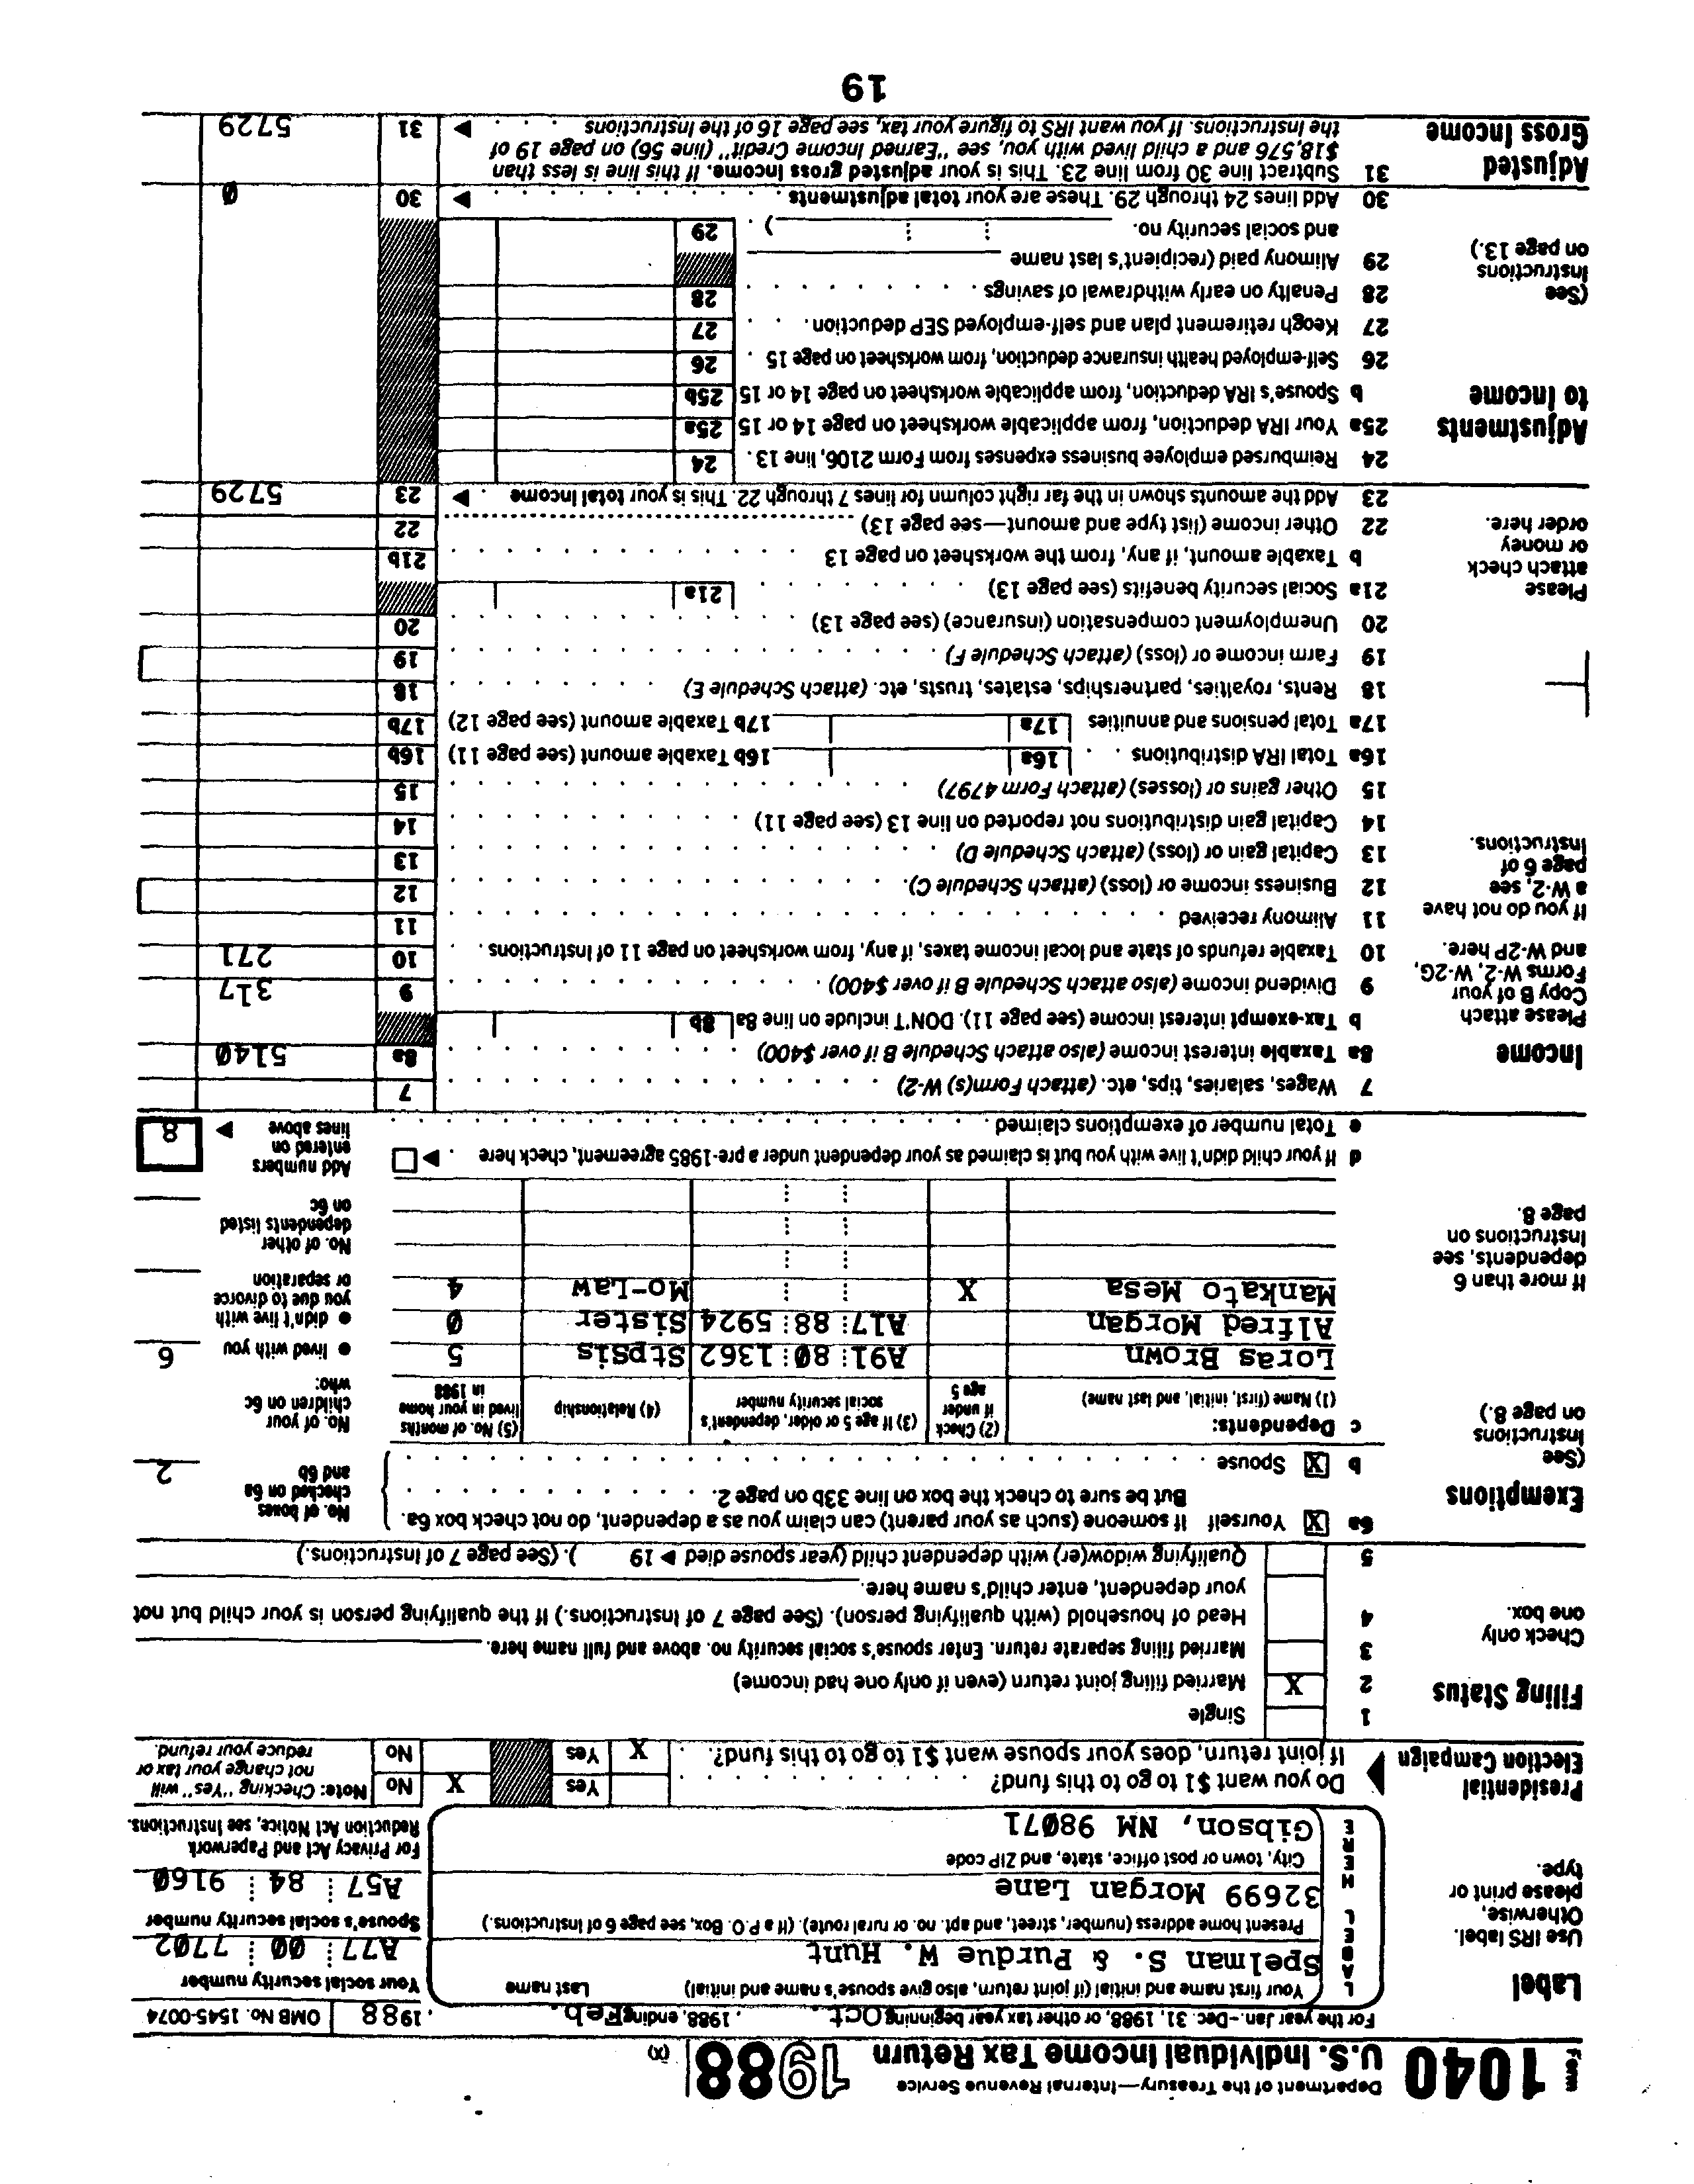 Form 1040 Department of the Treasury—Internal Revenue Service
U.S. Individual Income Tax Return 1988 (X)
For the year Jan.-Dec. 31, 1988, or other tax year beginning Oct. , 1988, ending Feb. , 1988 OMB No. 1545-0074
Label
Use IRS label.
Otherwise,
please print or
type.
LABEL HERE
Your first name and initial (if joint return, also give spouse's name and initial) Last name
Spelman S. & Purdue W. Hunt
Present home address (number, street, and apt. no. or rural route). (If a P.O. Box, see page 6 of Instructions.)
32699 Morgan Lane
City, town or post office, state, and ZIP code
Gibson, NM 98071
Your social security number
A77 00 7702
Spouse's social security number
A57 84 9160
For Privacy Act and Paperwork
Reduction Act Notice, see Instructions.
Presidential
Election Campaign
Do you want $1 to go to this fund? Yes X No
If joint return, does your spouse want $1 to go to this fund? X Yes No
Note: Checking "Yes" will
not change your tax or
reduce your refund.
Filing Status
Check only
one box.
1 Single
2 X Married filing joint return (even if only one had income)
3 Married filing separate return. Enter spouse's social security no. above and full name here.
4 Head of household (with qualifying person). (See page 7 of Instructions.) If the qualifying person is your child but not
your dependent, enter child's name here.
5 Qualifying widow(er) with dependent child (year spouse died ▶ 19 ). (See page 7 of Instructions.)
Exemptions
(See
Instructions
on page 8.)
If more than 6
dependents, see
Instructions on
page 8.
6a X Yourself If someone (such as your parent) can claim you as a dependent, do not check box 6a.
But be sure to check the box on line 33b on page 2.
b X Spouse
No. of boxes
checked on 6a
and 6b 2
c Dependents:
(1) Name (first, initial, and last name) (2) Check if under age 5 (3) If age 5 or older, dependent's social security number (4) Relationship (5) No. of months lived in your home in 1988
Loras Brown A91 80 1362 Stpsis 5
Alfred Morgan A17 88 5924 Sister 0
Mankato Mesa X Mo-Law 4
No. of your
children on 6c
who:
● lived with you 6
● didn't live with
you due to divorce
or separation
No. of other
dependents listed
on 6c
d If your child didn't live with you but is claimed as your dependent under a pre-1985 agreement, check here ▶
e Total number of exemptions claimed
Add numbers
entered on
lines above ▶ 8
Income
Please attach
Copy B of your
Forms W-2, W-2G,
and W-2P here.
If you do not have
a W-2, see
page 6 of
Instructions.
Please
attach check
or money
order here.
7 Wages, salaries, tips, etc. (attach Form(s) W-2) 7
8a Taxable interest income (also attach Schedule B if over $400) 8a 5140
b Tax-exempt interest income (see page 11). DON'T include on line 8a 8b
9 Dividend income (also attach Schedule B if over $400) 9 317
10 Taxable refunds of state and local income taxes, if any, from worksheet on page 11 of Instructions 10 271
11 Alimony received 11
12 Business income or (loss) (attach Schedule C). 12
13 Capital gain or (loss) (attach Schedule D) 13
14 Capital gain distributions not reported on line 13 (see page 11) 14
15 Other gains or (losses) (attach Form 4797) 15
16a Total IRA distributions 16a 16b Taxable amount (see page 11) 16b
17a Total pensions and annuities 17a 17b Taxable amount (see page 12) 17b
18 Rents, royalties, partnerships, estates, trusts, etc. (attach Schedule E) 18
19 Farm income or (loss) (attach Schedule F) 19
20 Unemployment compensation (insurance) (see page 13) 20
21a Social security benefits (see page 13) 21a
b Taxable amount, if any, from the worksheet on page 13 21b
22 Other income (list type and amount—see page 13) 22
23 Add the amounts shown in the far right column for lines 7 through 22. This is your total income ▶ 23 5729
Adjustments
to Income
(See
Instructions
on page 13.)
24 Reimbursed employee business expenses from Form 2106, line 13. 24
25a Your IRA deduction, from applicable worksheet on page 14 or 15 25a
b Spouse's IRA deduction, from applicable worksheet on page 14 or 15 25b
26 Self-employed health insurance deduction, from worksheet on page 15 26
27 Keogh retirement plan and self-employed SEP deduction 27
28 Penalty on early withdrawal of savings 28
29 Alimony paid (recipient's last name
and social security no. ) 29
30 Add lines 24 through 29. These are your total adjustments ▶ 30 0
Adjusted
Gross Income
31 Subtract line 30 from line 23. This is your adjusted gross income. If this line is less than
$18,576 and a child lived with you, see "Earned Income Credit" (line 56) on page 19 of
the Instructions. If you want IRS to figure your tax, see page 16 of the Instructions ▶ 31 5729
19